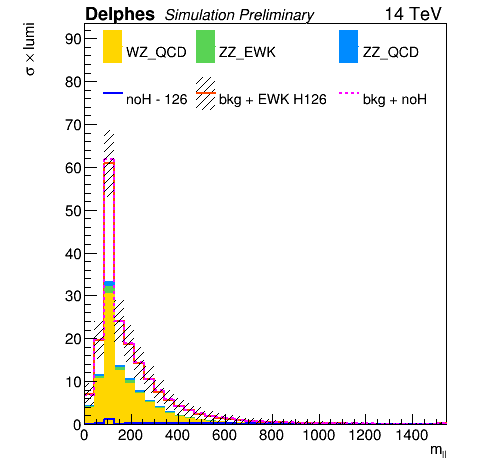 Delphes Simulation Preliminary 14 TeV
σ × lumi
WZ_QCD ZZ_EWK ZZ_QCD
noH - 126 bkg + EWK H126 bkg + noH
90
80
70
60
50
40
30
20
10
0
0 200 400 600 800 1000 1200 1400
m_ll